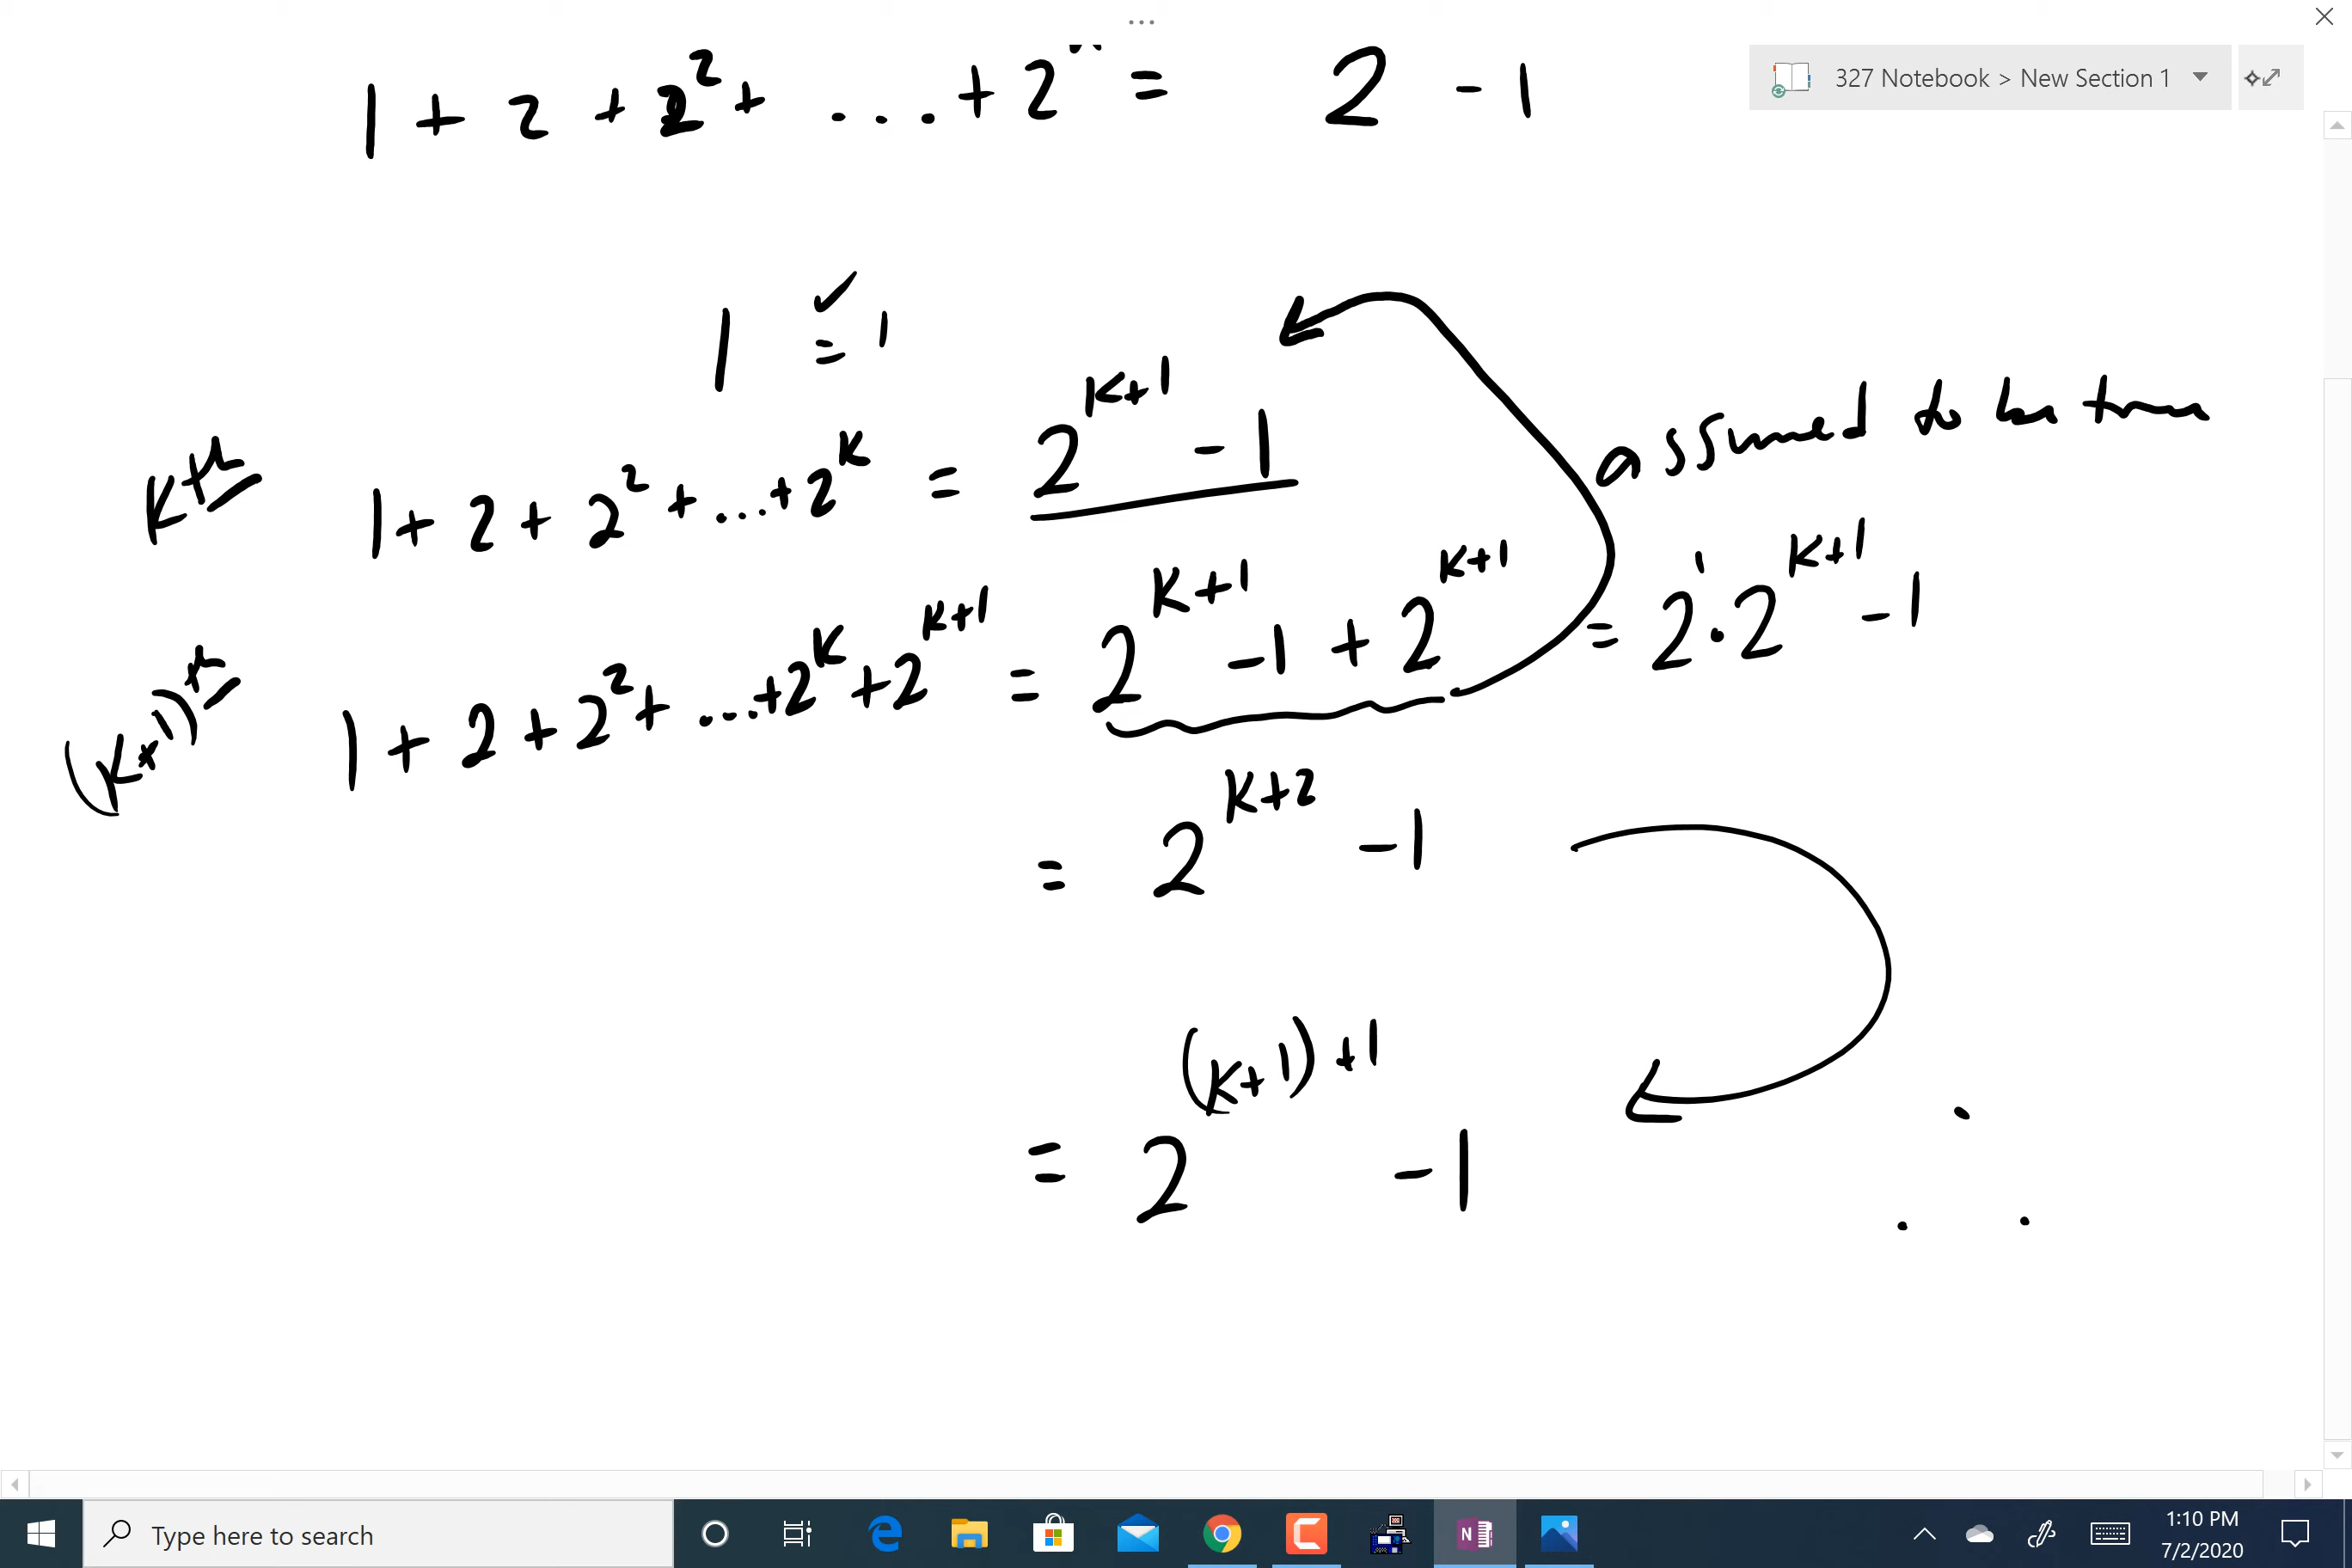 ...
327 Notebook > New Section 1
1 + 2 + 2² + .... + 2ⁿ = 2 - 1
1 = 1 ✓
Kth 1 + 2 + 2² + ... + 2^K = 2^(K+1) - 1
assumed to be true
(K+1)th 1 + 2 + 2² + ... + 2^K + 2^(K+1) = 2^(K+1) - 1 + 2^(K+1) = 2¹ · 2^(K+1) - 1
= 2^(K+2) - 1
= 2^((K+1)+1) - 1
∴
Type here to search
1:10 PM
7/2/2020